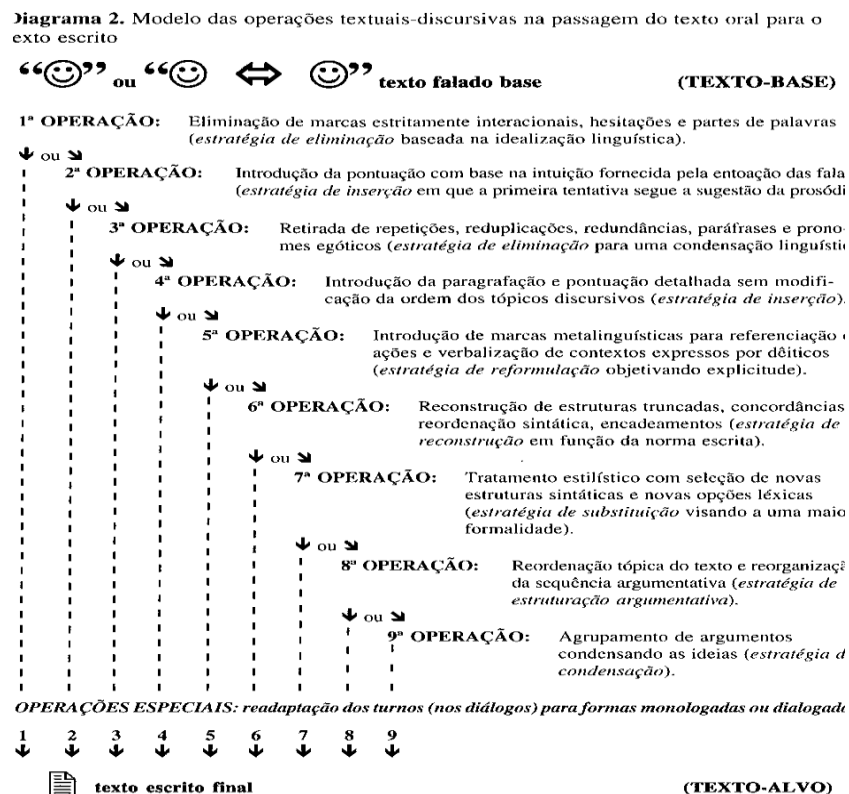 Diagrama 2. Modelo das operações textuais-discursivas na passagem do texto oral para o
exto escrito
“☺” ou “☺ ⇔ ☺” texto falado base (TEXTO-BASE)
1ª OPERAÇÃO: Eliminação de marcas estritamente interacionais, hesitações e partes de palavras
(estratégia de eliminação baseada na idealização linguística).
ou
2ª OPERAÇÃO: Introdução da pontuação com base na intuição fornecida pela entoação das fala
(estratégia de inserção em que a primeira tentativa segue a sugestão da prosódi
ou
3ª OPERAÇÃO: Retirada de repetições, reduplicações, redundâncias, paráfrases e prono-
mes egóticos (estratégia de eliminação para uma condensação linguístic
ou
4ª OPERAÇÃO: Introdução da paragrafação e pontuação detalhada sem modifi-
cação da ordem dos tópicos discursivos (estratégia de inserção).
ou
5ª OPERAÇÃO: Introdução de marcas metalinguísticas para referenciação
ações e verbalização de contextos expressos por dêiticos
(estratégia de reformulação objetivando explicitude).
ou
6ª OPERAÇÃO: Reconstrução de estruturas truncadas, concordâncias
reordenação sintática, encadeamentos (estratégia de
reconstrução em função da norma escrita).
ou
7ª OPERAÇÃO: Tratamento estilístico com seleção de novas
estruturas sintáticas e novas opções léxicas
(estratégia de substituição visando a uma maio
formalidade).
ou
8ª OPERAÇÃO: Reordenação tópica do texto e reorganizaçã
da sequência argumentativa (estratégia de
estruturação argumentativa).
ou
9ª OPERAÇÃO: Agrupamento de argumentos
condensando as ideias (estratégia d
condensação).
OPERAÇÕES ESPECIAIS: readaptação dos turnos (nos diálogos) para formas monologadas ou dialogada
1 2 3 4 5 6 7 8 9
texto escrito final (TEXTO-ALVO)